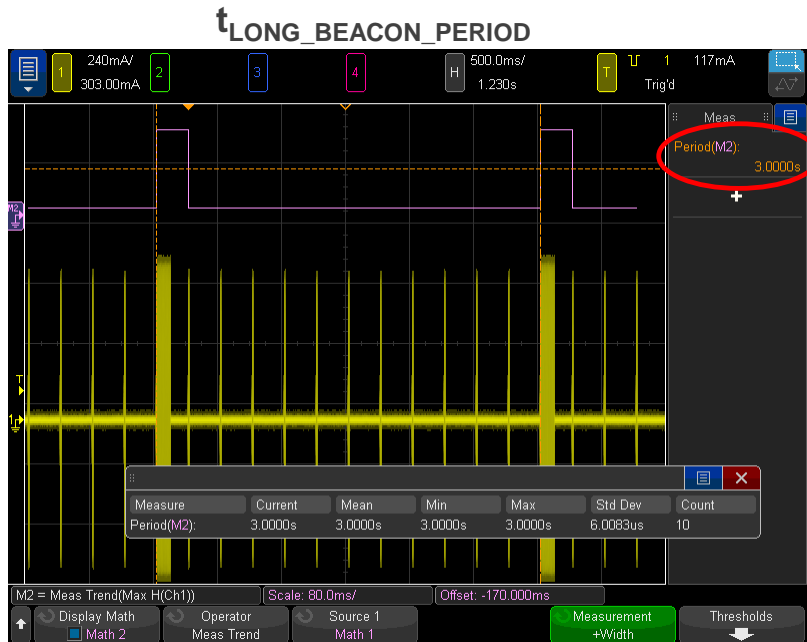 tLONG_BEACON_PERIOD
1 240mA/ 303.00mA 2 3 4 H 500.0ms/ 1.230s T 1 117mA Trig'd
Meas
Period(M2):
3.0000s
+
M2
T
1
Measure Current Mean Min Max Std Dev Count
Period(M2): 3.0000s 3.0000s 3.0000s 3.0000s 6.0083us 10
M2 = Meas Trend(Max H(Ch1)) Scale: 80.0ms/ Offset: -170.000ms
Display Math Operator Source 1 Measurement Thresholds
Math 2 Meas Trend Math 1 +Width